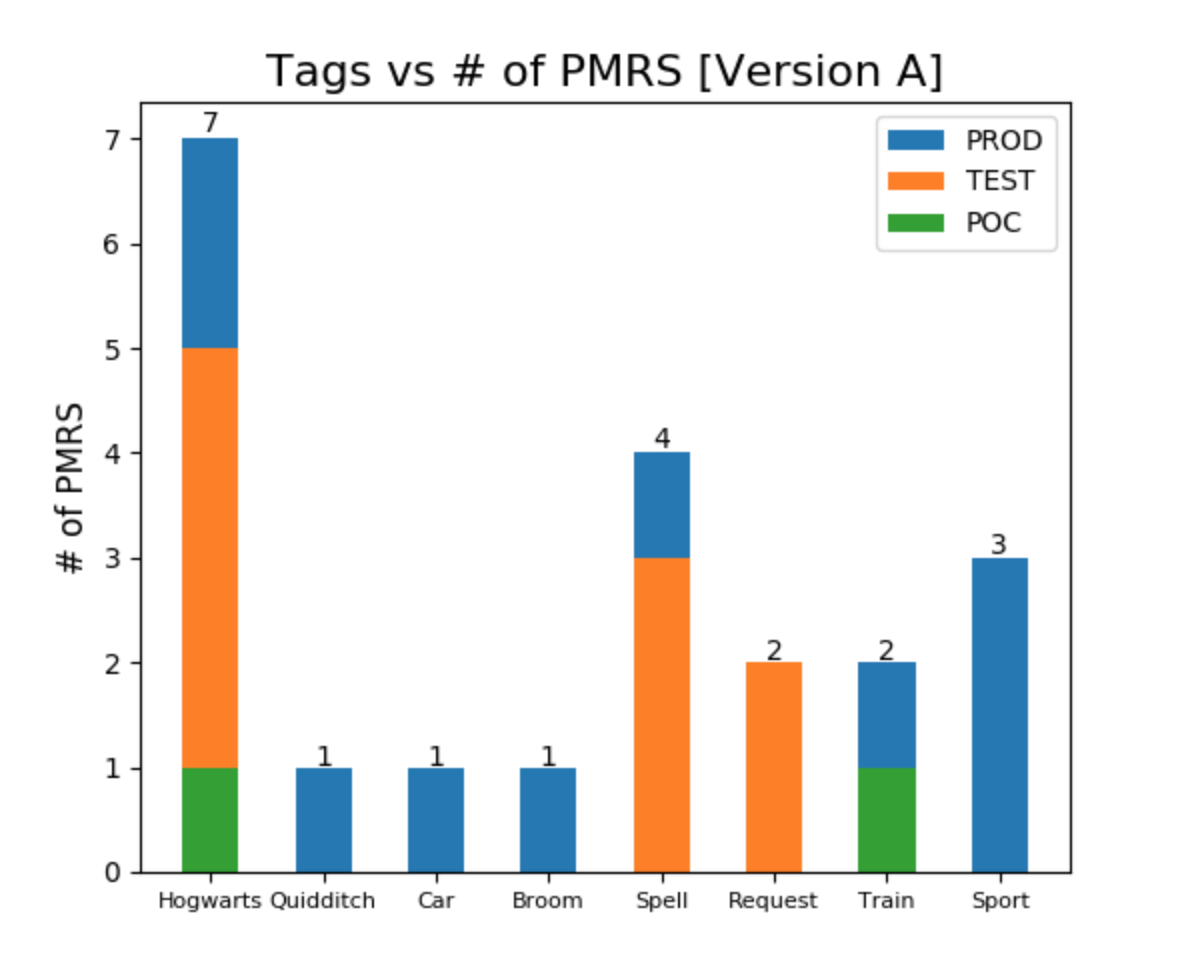 Tags vs # of PMRS [Version A]
7
PROD
TEST
POC
7
6
5
4
3
2
1
0
# of PMRS
4
3
2
2
1
1
1
Hogwarts Quidditch Car Broom Spell Request Train Sport